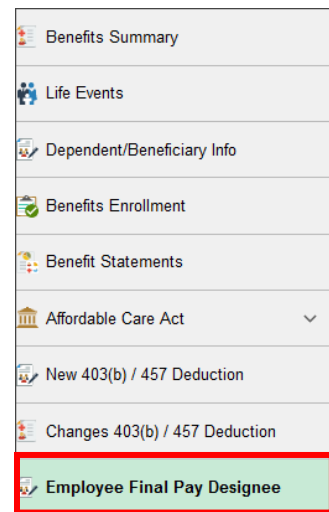 Benefits Summary
Life Events
Dependent/Beneficiary Info
Benefits Enrollment
Benefit Statements
Affordable Care Act
New 403(b) / 457 Deduction
Changes 403(b) / 457 Deduction
Employee Final Pay Designee